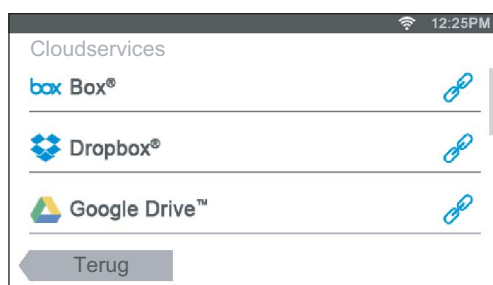 12:25PM
Cloudservices
box Box®
Dropbox®
Google Drive™
Terug